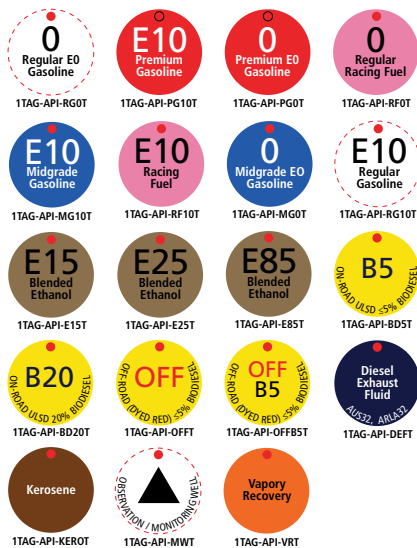 0
Regular E0
Gasoline
1TAG-API-RG0T
E10
Premium
Gasoline
1TAG-API-PG10T
0
Premium E0
Gasoline
1TAG-API-PG0T
0
Regular
Racing Fuel
1TAG-API-RF0T
E10
Midgrade
Gasoline
1TAG-API-MG10T
E10
Racing
Fuel
1TAG-API-RF10T
0
Midgrade EO
Gasoline
1TAG-API-MG0T
E10
Regular
Gasoline
1TAG-API-RG10T
E15
Blended
Ethanol
1TAG-API-E15T
E25
Blended
Ethanol
1TAG-API-E25T
E85
Blended
Ethanol
1TAG-API-E85T
B5
ON-ROAD ULSD ≤5% BIODIESEL
1TAG-API-BD5T
B20
ON-ROAD ULSD 20% BIODIESEL
1TAG-API-BD20T
OFF
OFF-ROAD (DYED RED) ≤5% BIODIESEL
1TAG-API-OFFT
OFF
B5
OFF-ROAD (DYED RED) ≤5% BIODIESEL
1TAG-API-OFFB5T
Diesel
Exhaust
Fluid
AUS32, ARLA32
1TAG-API-DEFT
Kerosene
1TAG-API-KEROT
OBSERVATION / MONITORING WELL
1TAG-API-MWT
Vapory
Recovery
1TAG-API-VRT